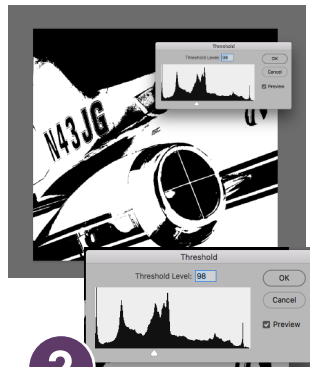 Threshold
Threshold Level: 98
OK
Cancel
Preview
N43JG
Threshold
Threshold Level: 98
OK
Cancel
Preview
2